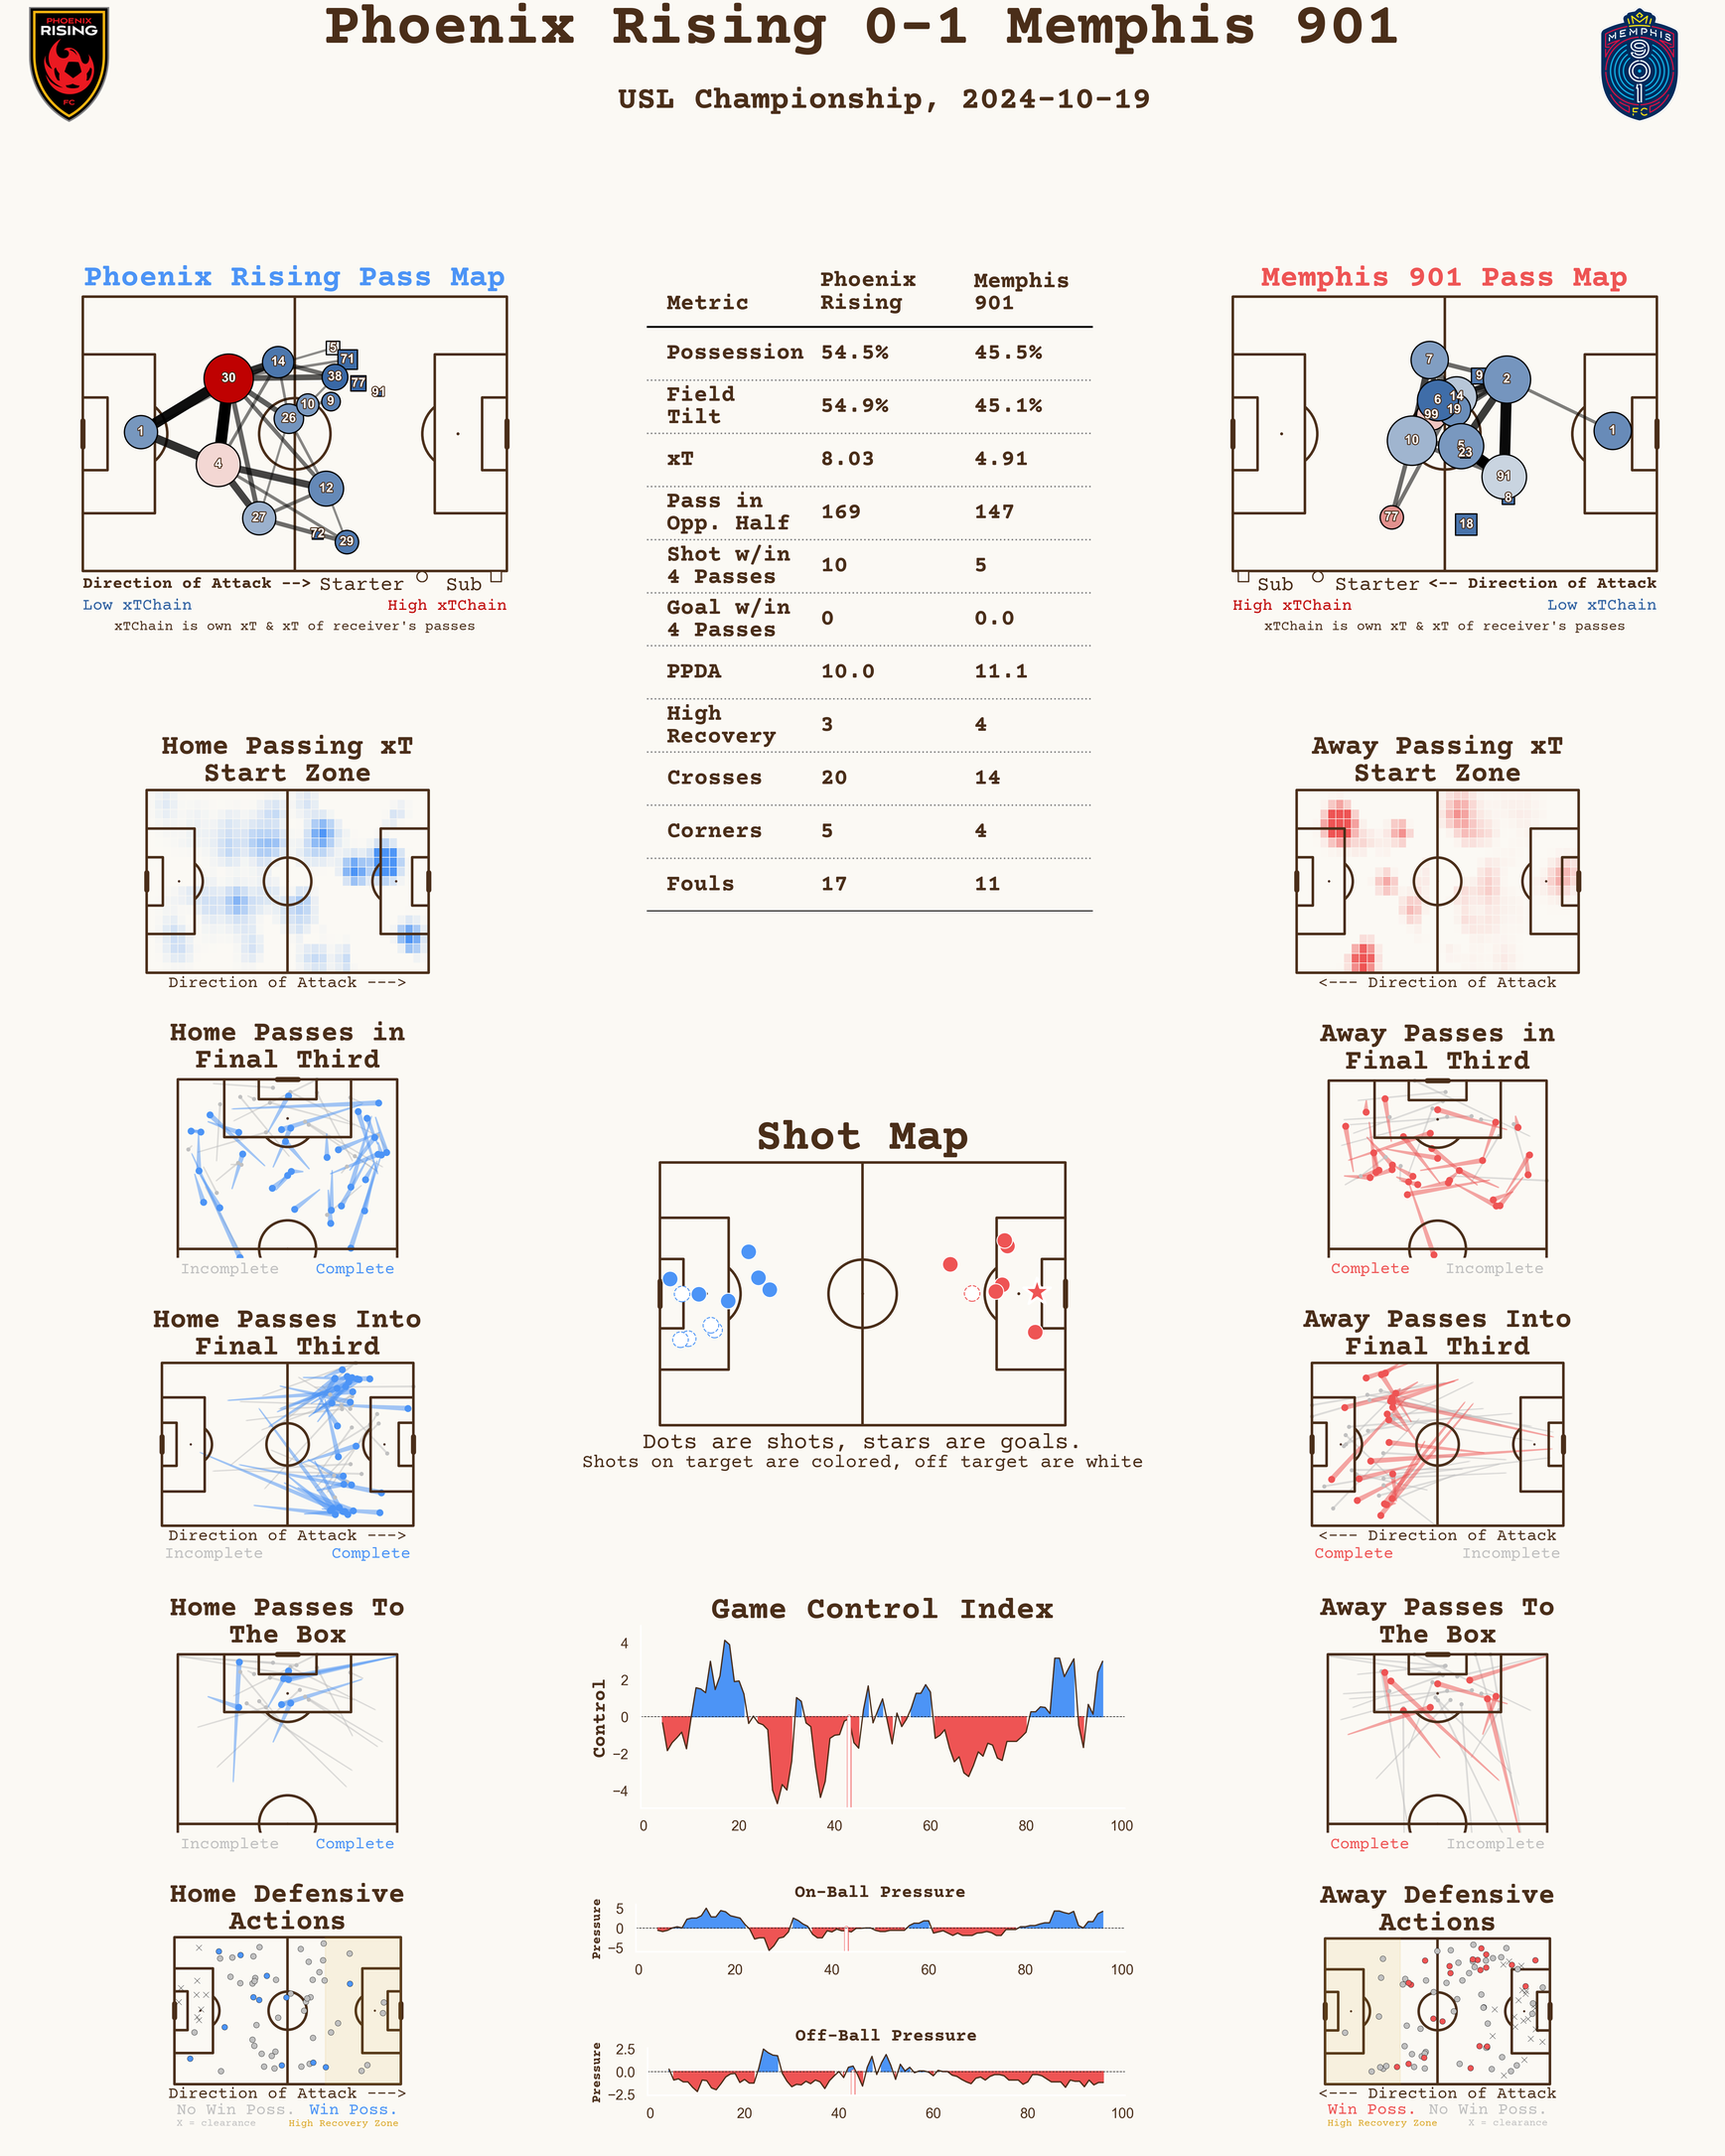 Phoenix Rising 0-1 Memphis 901
USL Championship, 2024-10-19
PHOENIX
RISING
FC
MEMPHIS
901
FC
Phoenix Rising Pass Map
1
30
4
14
27
26
10
9
38
5
71
77
91
12
72
29
Direction of Attack --> Starter Sub
Low xTChain High xTChain
xTChain is own xT & xT of receiver's passes
Metric Phoenix Rising Memphis 901
Possession 54.5% 45.5%
Field Tilt 54.9% 45.1%
xT 8.03 4.91
Pass in Opp. Half 169 147
Shot w/in 4 Passes 10 5
Goal w/in 4 Passes 0 0.0
PPDA 10.0 11.1
High Recovery 3 4
Crosses 20 14
Corners 5 4
Fouls 17 11
Memphis 901 Pass Map
7
9
2
6
14
19
99
10
5
23
91
8
1
77
18
Sub Starter <-- Direction of Attack
High xTChain Low xTChain
xTChain is own xT & xT of receiver's passes
Home Passing xT
Start Zone
Direction of Attack --->
Home Passes in
Final Third
Incomplete Complete
Home Passes Into
Final Third
Direction of Attack --->
Incomplete Complete
Home Passes To
The Box
Incomplete Complete
Home Defensive
Actions
Direction of Attack --->
No Win Poss. Win Poss.
X = clearance High Recovery Zone
Shot Map
Dots are shots, stars are goals.
Shots on target are colored, off target are white
Game Control Index
Control
4
2
0
−2
−4
0 20 40 60 80 100
On-Ball Pressure
Pressure
5
0
−5
0 20 40 60 80 100
Off-Ball Pressure
Pressure
2.5
0.0
−2.5
0 20 40 60 80 100
Away Passing xT
Start Zone
<--- Direction of Attack
Away Passes in
Final Third
Complete Incomplete
Away Passes Into
Final Third
<--- Direction of Attack
Complete Incomplete
Away Passes To
The Box
Complete Incomplete
Away Defensive
Actions
<--- Direction of Attack
Win Poss. No Win Poss.
High Recovery Zone X = clearance